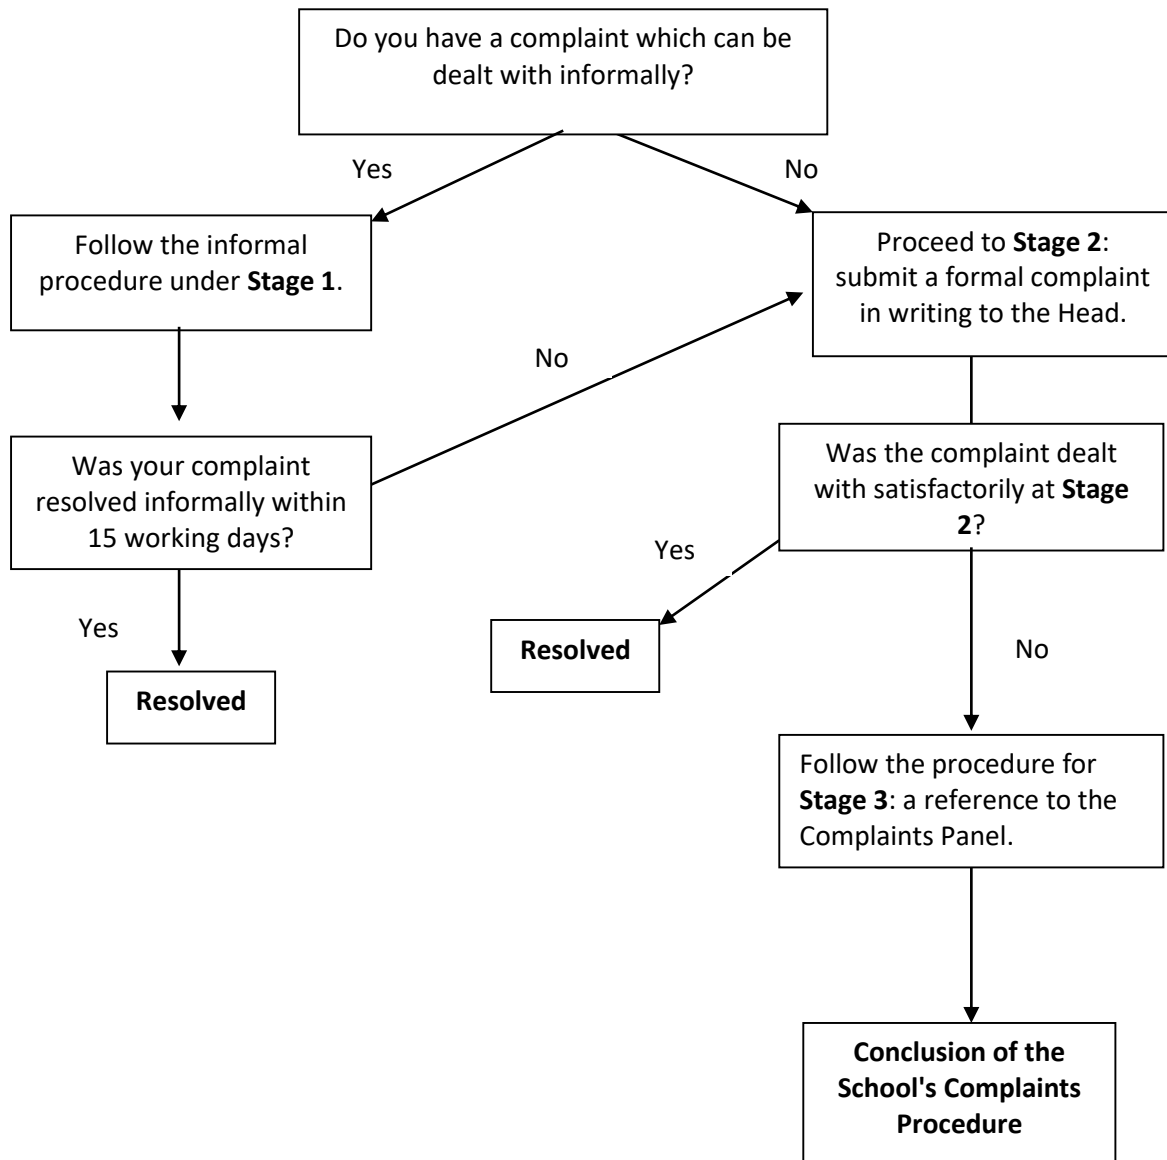 Do you have a complaint which can be
dealt with informally?
Yes
No
Follow the informal
procedure under Stage 1.
Proceed to Stage 2:
submit a formal complaint
in writing to the Head.
No
Was your complaint
resolved informally within
15 working days?
Was the complaint dealt
with satisfactorily at Stage
2?
Yes
Yes
Resolved
No
Resolved
Follow the procedure for
Stage 3: a reference to the
Complaints Panel.
Conclusion of the
School's Complaints
Procedure